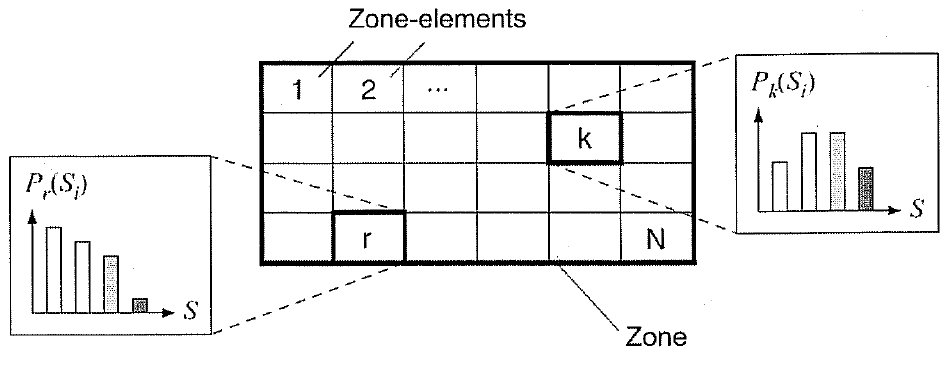 Zone-elements
1 2 ...
P_k(S_i)
k
S
P_r(S_i)
r
N
S
Zone